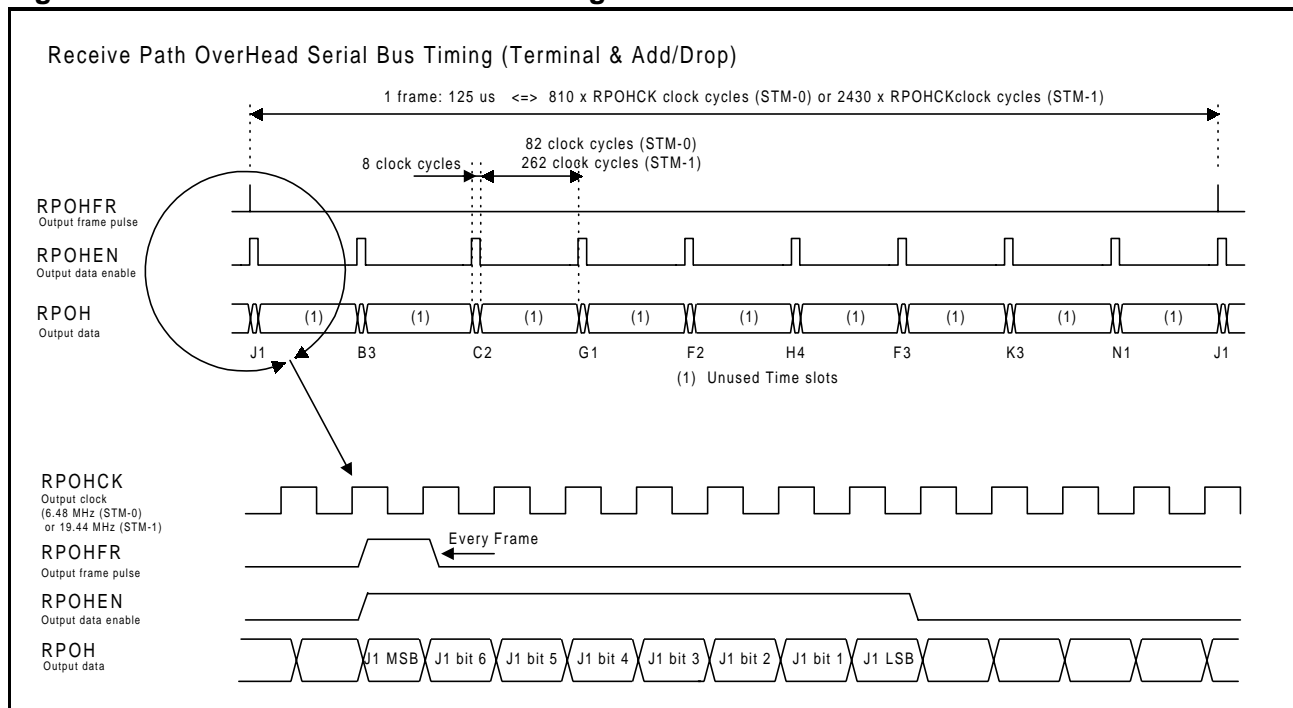 Receive Path OverHead Serial Bus Timing (Terminal & Add/Drop)
1 frame: 125 us <=> 810 x RPOHCK clock cycles (STM-0) or 2430 x RPOHCKclock cycles (STM-1)
82 clock cycles (STM-0)
8 clock cycles
262 clock cycles (STM-1)
RPOHFR
Output frame pulse
RPOHEN
Output data enable
RPOH
Output data
(1) (1) (1) (1) (1) (1) (1) (1) (1)
J1 B3 C2 G1 F2 H4 F3 K3 N1 J1
(1) Unused Time slots
RPOHCK
Output clock
(6.48 MHz (STM-0)
or 19.44 MHz (STM-1)
RPOHFR
Output frame pulse
Every Frame
RPOHEN
Output data enable
RPOH
Output data
J1 MSB J1 bit 6 J1 bit 5 J1 bit 4 J1 bit 3 J1 bit 2 J1 bit 1 J1 LSB